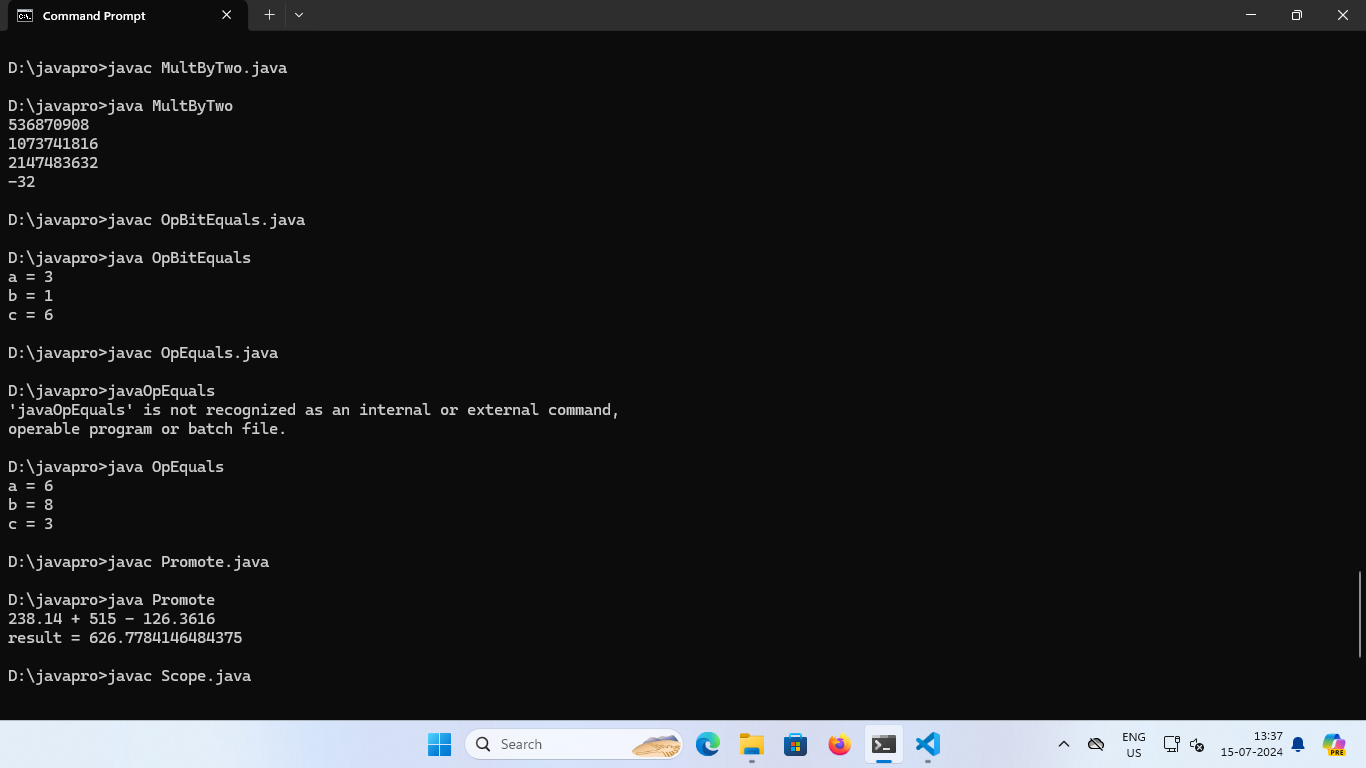 Command Prompt
D:\javapro>javac MultByTwo.java
D:\javapro>java MultByTwo
536870908
1073741816
2147483632
-32
D:\javapro>javac OpBitEquals.java
D:\javapro>java OpBitEquals
a = 3
b = 1
c = 6
D:\javapro>javac OpEquals.java
D:\javapro>javaOpEquals
'javaOpEquals' is not recognized as an internal or external command,
operable program or batch file.
D:\javapro>java OpEquals
a = 6
b = 8
c = 3
D:\javapro>javac Promote.java
D:\javapro>java Promote
238.14 + 515 - 126.3616
result = 626.7784146484375
D:\javapro>javac Scope.java
Search
ENG
US
13:37
15-07-2024
PRE